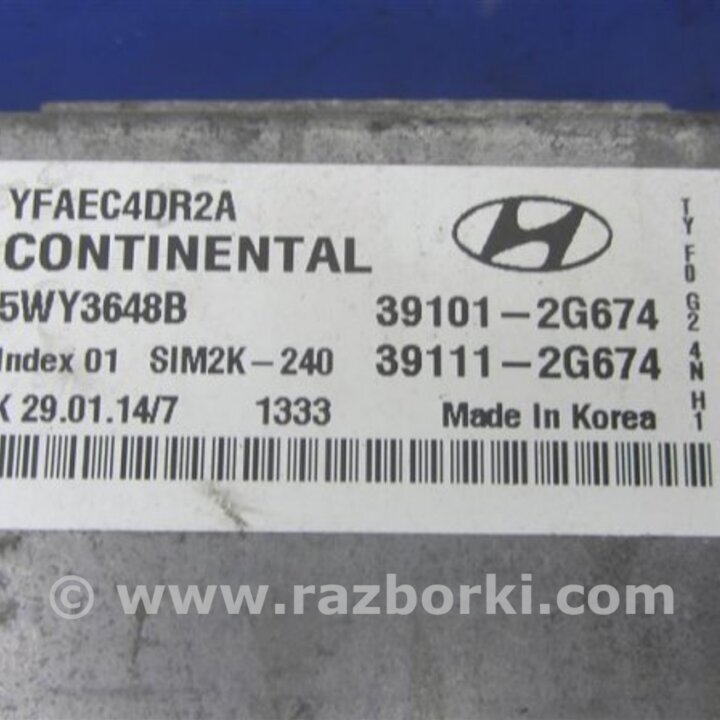 YFAEC4DR2A
CONTINENTAL
5WY3648B 39101-2G674
Index 01 SIM2K-240 39111-2G674
K 29.01.14/7 1333 Made In Korea
TY FD G2 4N H1
© www.razborki.com